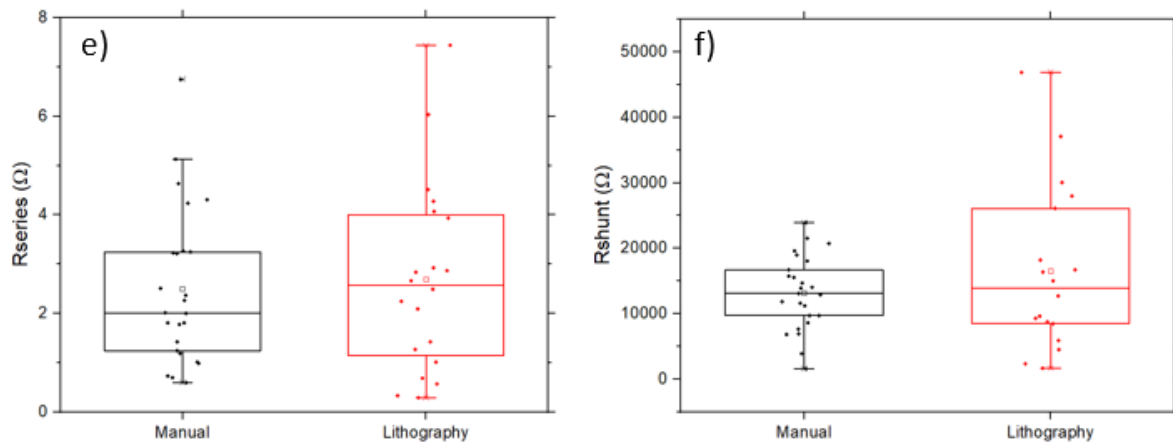 e)
Rseries (Ω)
8
6
4
2
0
Manual
Lithography
f)
Rshunt (Ω)
50000
40000
30000
20000
10000
0
Manual
Lithography